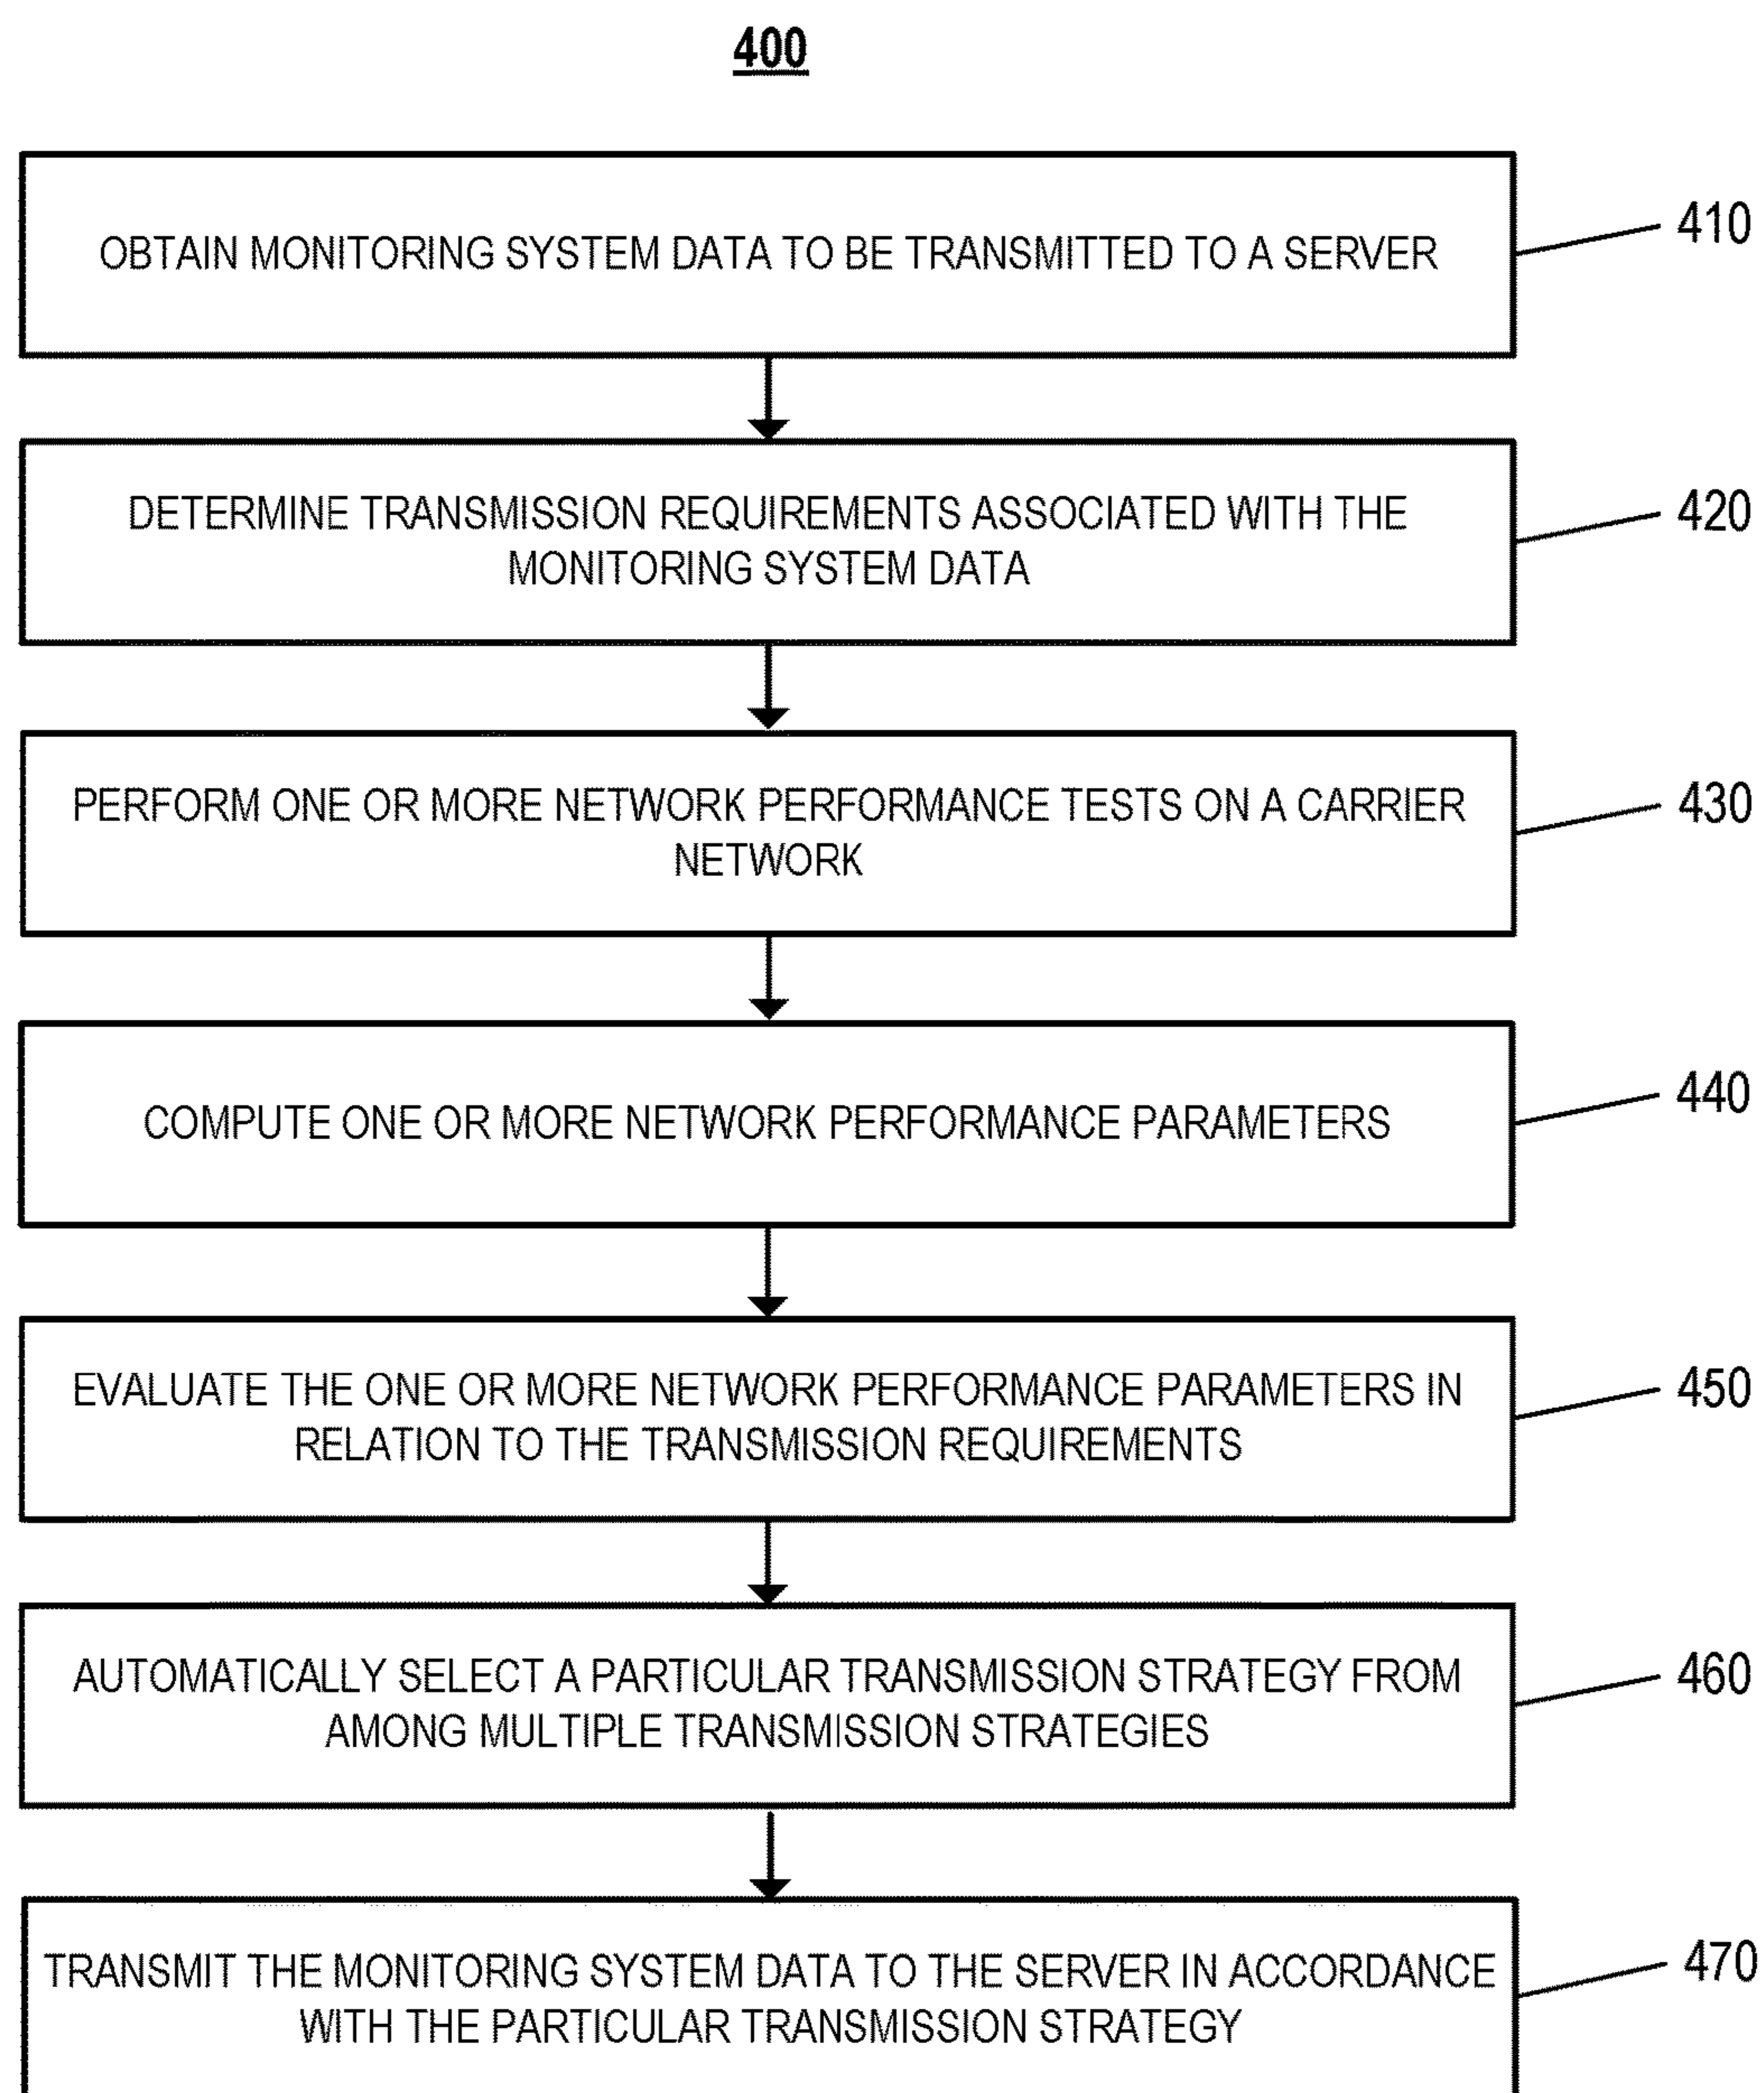 400
OBTAIN MONITORING SYSTEM DATA TO BE TRANSMITTED TO A SERVER
410
DETERMINE TRANSMISSION REQUIREMENTS ASSOCIATED WITH THE
MONITORING SYSTEM DATA
420
PERFORM ONE OR MORE NETWORK PERFORMANCE TESTS ON A CARRIER
NETWORK
430
COMPUTE ONE OR MORE NETWORK PERFORMANCE PARAMETERS
440
EVALUATE THE ONE OR MORE NETWORK PERFORMANCE PARAMETERS IN
RELATION TO THE TRANSMISSION REQUIREMENTS
450
AUTOMATICALLY SELECT A PARTICULAR TRANSMISSION STRATEGY FROM
AMONG MULTIPLE TRANSMISSION STRATEGIES
460
TRANSMIT THE MONITORING SYSTEM DATA TO THE SERVER IN ACCORDANCE
WITH THE PARTICULAR TRANSMISSION STRATEGY
470